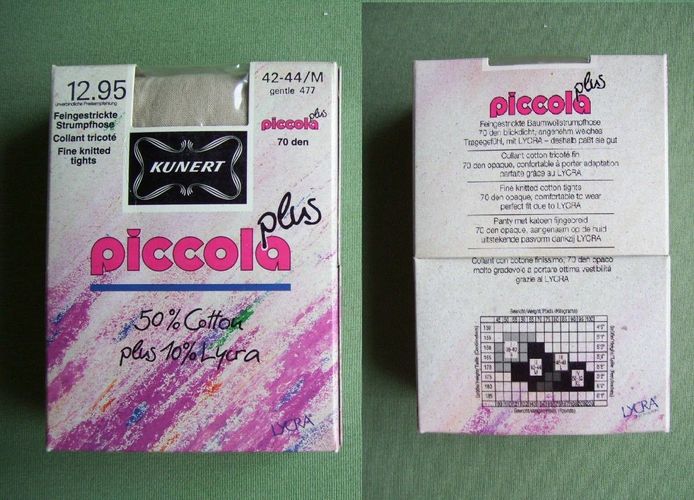 12.95
unverbindliche Preisempfehlung
Feingestrickte
Strumpfhose
Collant tricoté
Fine knitted
tights
42-44/M
gentle 477
piccola plus
70 den
KUNERT
piccola plus
50% Cotton
plus 10% Lycra
LYCRA
piccola plus
Feingestrickte Baumwollstrumpfhose
70 den blickdicht, angenehm weiches
Tragegefühl, mit LYCRA – deshalb paßt sie gut
Collant cotton tricoté fin
70 den opaque, confortable à porter adaptation
parfaite grâce au LYCRA
Fine knitted cotton tights
70 den opaque, comfortable to wear
perfect fit due to LYCRA
Panty met katoen fijngebreid
70 den opaque, aangenaam op de huid
uitstekende pasvorm dankzij LYCRA
Collant con cotone finissimo, 70 den opaco
molto gradevole a portare ottima vestibilità
grazie al LYCRA
LYCRA